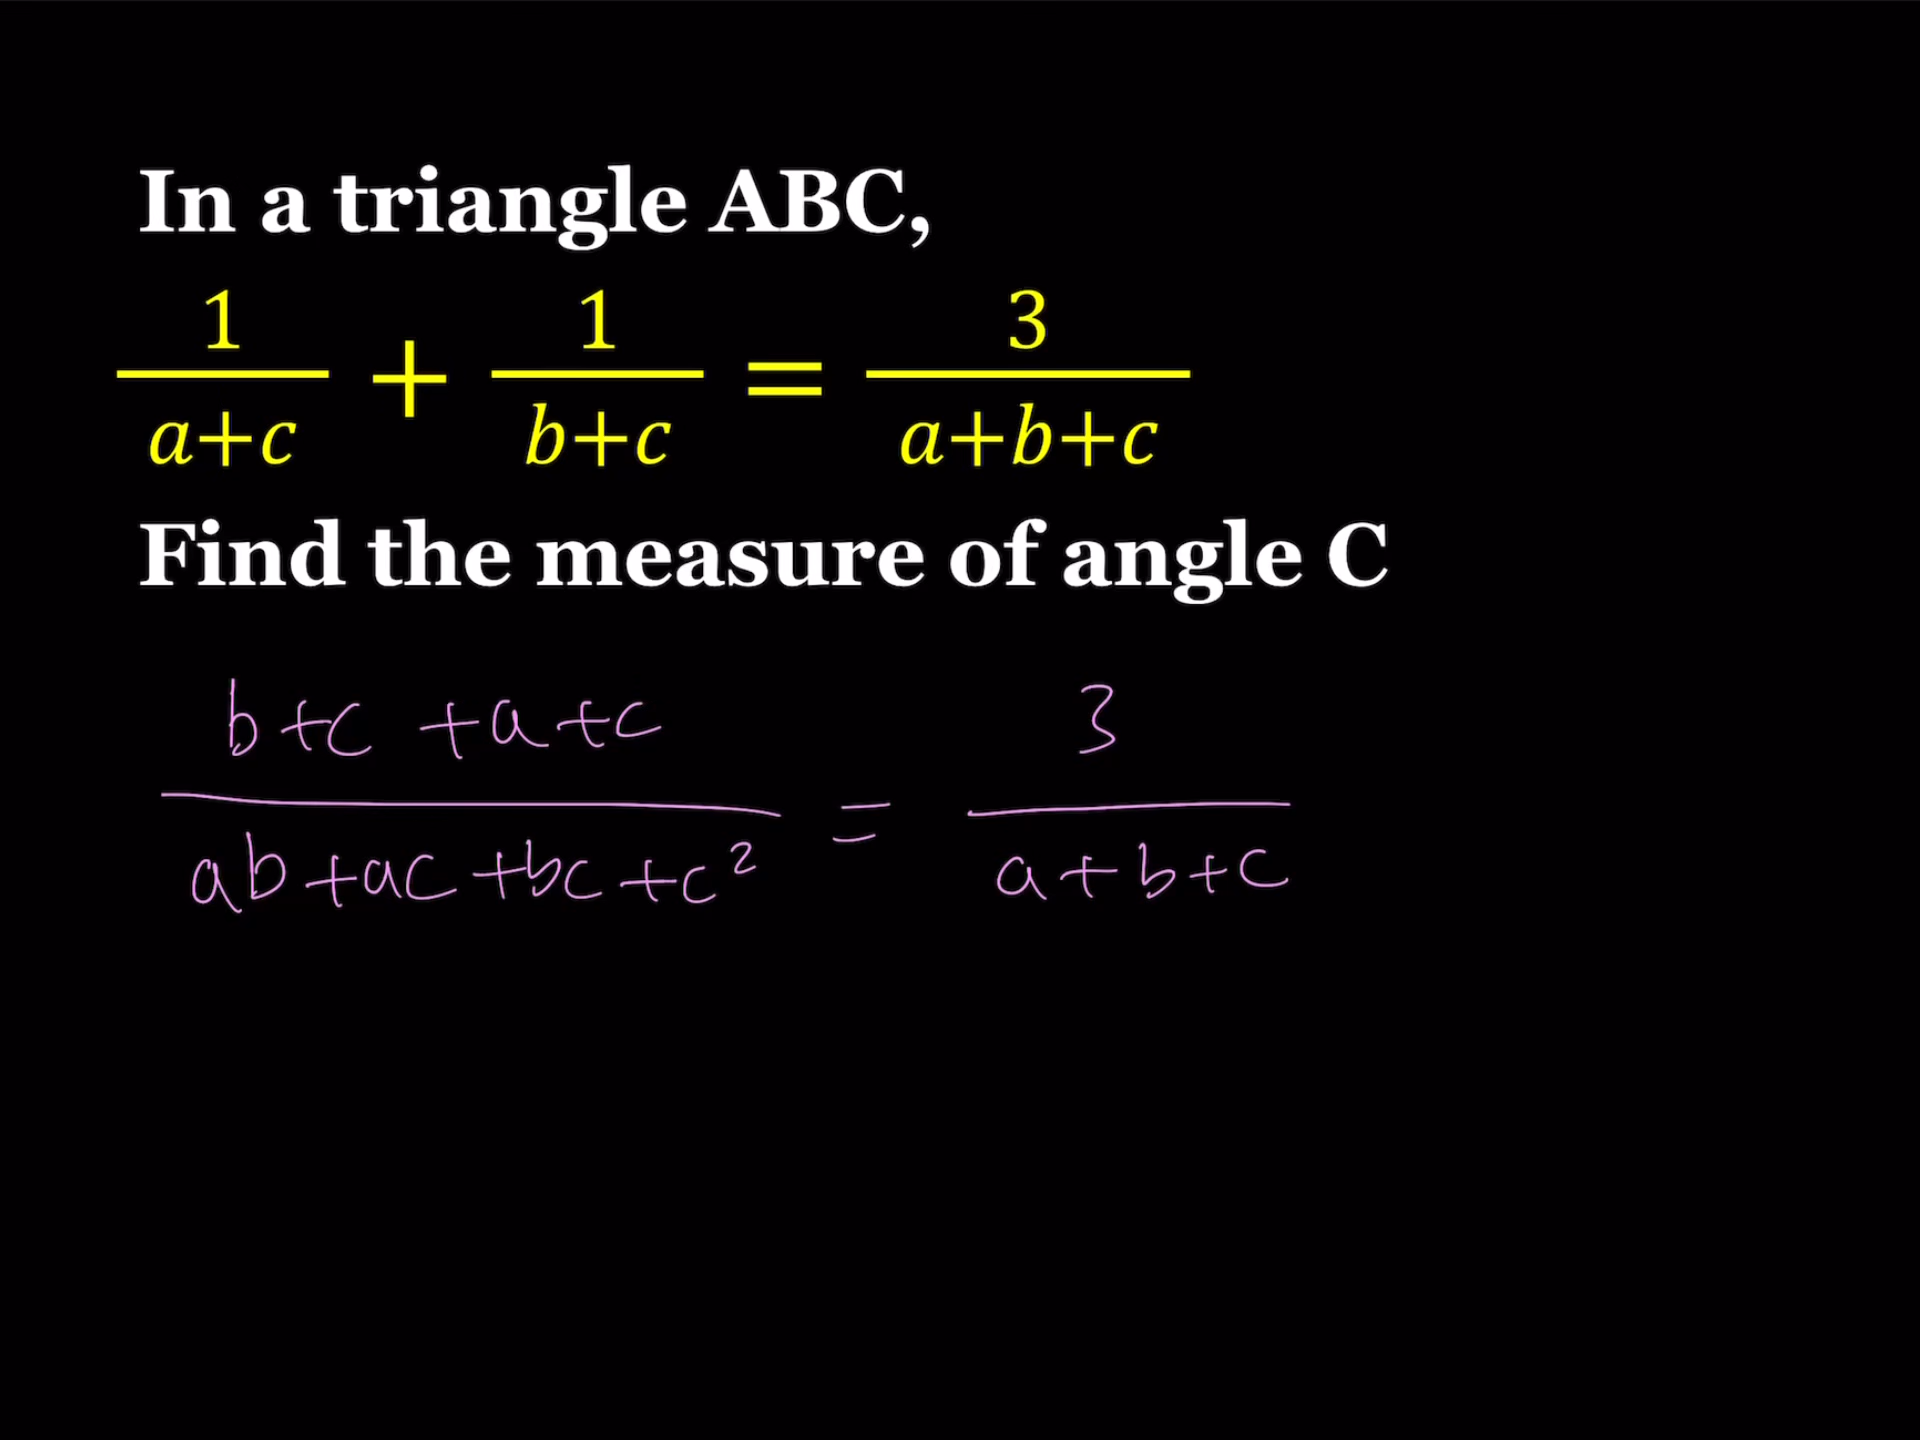 In a triangle ABC,
1/(a+c) + 1/(b+c) = 3/(a+b+c)
Find the measure of angle C
(b+c +a+c)/(ab+ac+bc+c²) = 3/(a+b+c)